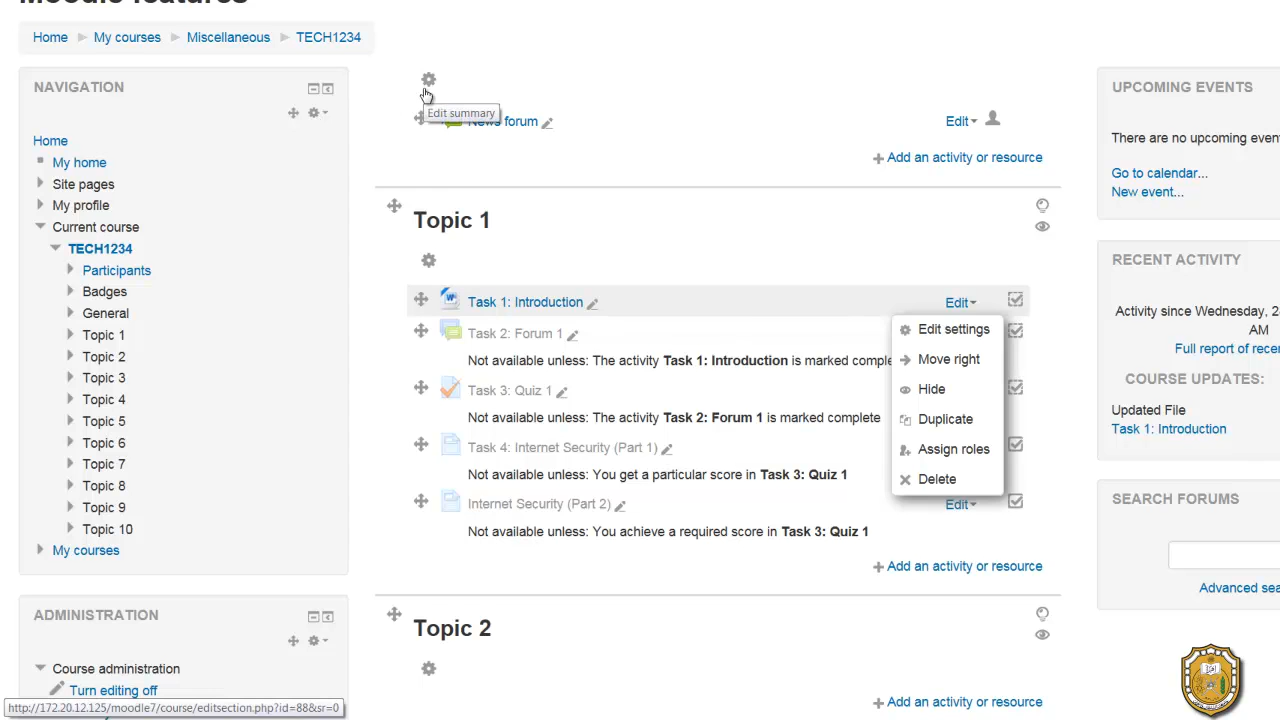 Moodle features
Home My courses Miscellaneous TECH1234
NAVIGATION
Home
My home
Site pages
My profile
Current course
TECH1234
Participants
Badges
General
Topic 1
Topic 2
Topic 3
Topic 4
Topic 5
Topic 6
Topic 7
Topic 8
Topic 9
Topic 10
My courses
ADMINISTRATION
Course administration
Turn editing off
http://172.20.12.125/moodle7/course/editsection.php?id=88&sr=0
Edit summary
News forum
Edit
Add an activity or resource
Topic 1
Task 1: Introduction
Edit
Task 2: Forum 1
Not available unless: The activity Task 1: Introduction is marked comple
Task 3: Quiz 1
Not available unless: The activity Task 2: Forum 1 is marked complete
Task 4: Internet Security (Part 1)
Not available unless: You get a particular score in Task 3: Quiz 1
Internet Security (Part 2)
Edit
Not available unless: You achieve a required score in Task 3: Quiz 1
Edit settings
Move right
Hide
Duplicate
Assign roles
Delete
Add an activity or resource
Topic 2
Add an activity or resource
UPCOMING EVENTS
There are no upcoming even
Go to calendar...
New event...
RECENT ACTIVITY
Activity since Wednesday, 2
AM
Full report of rece
COURSE UPDATES:
Updated File
Task 1: Introduction
SEARCH FORUMS
Advanced sea